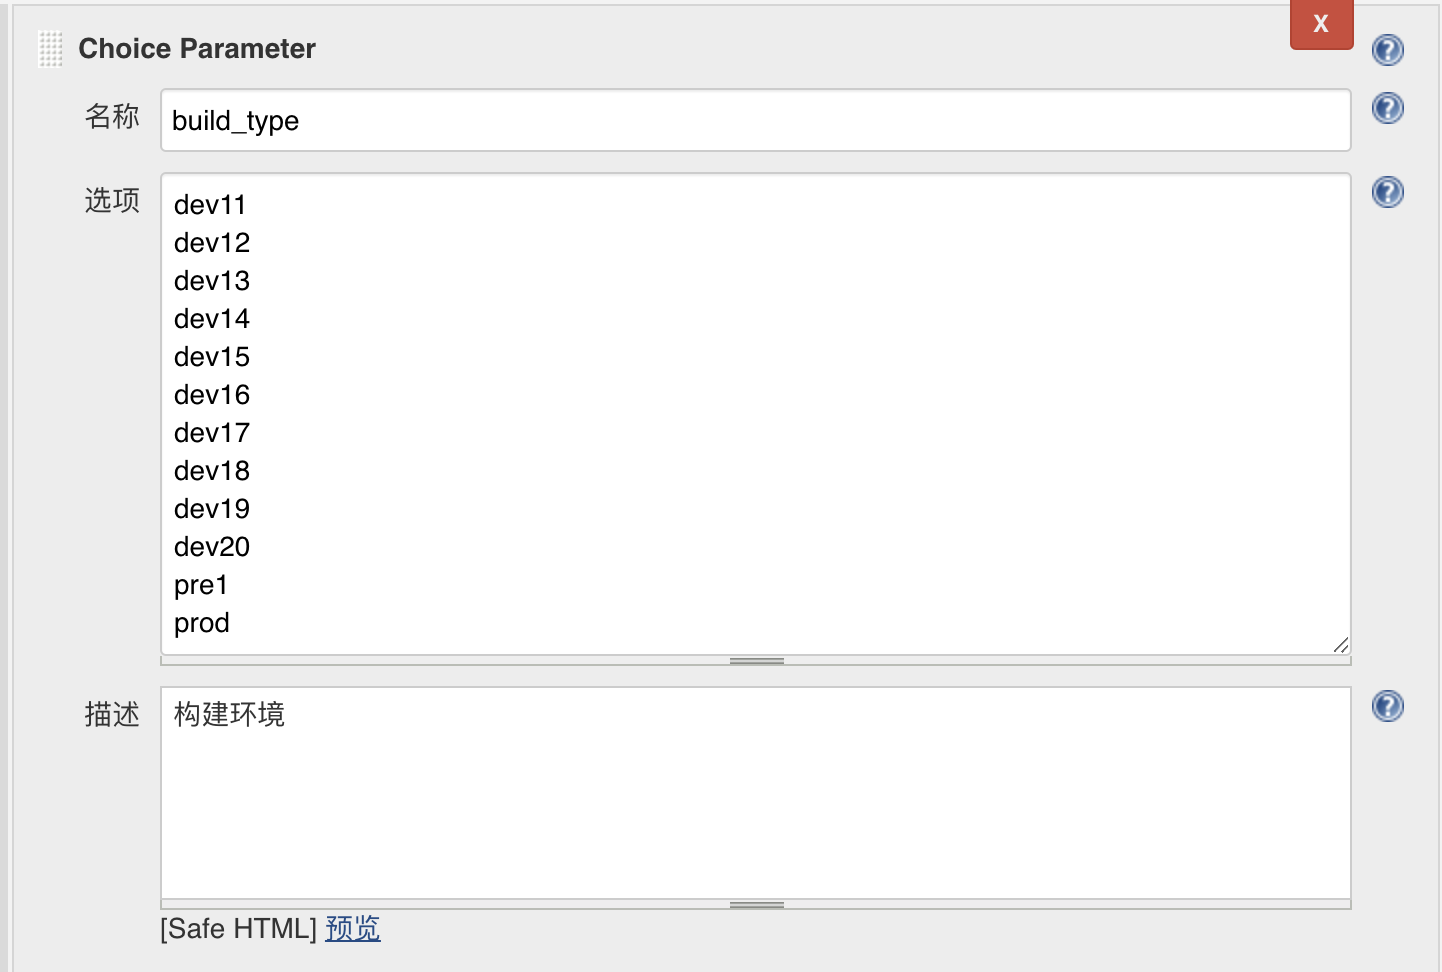 Choice Parameter
X
名称
build_type
选项
dev11
dev12
dev13
dev14
dev15
dev16
dev17
dev18
dev19
dev20
pre1
prod
描述
构建环境
[Safe HTML] 预览